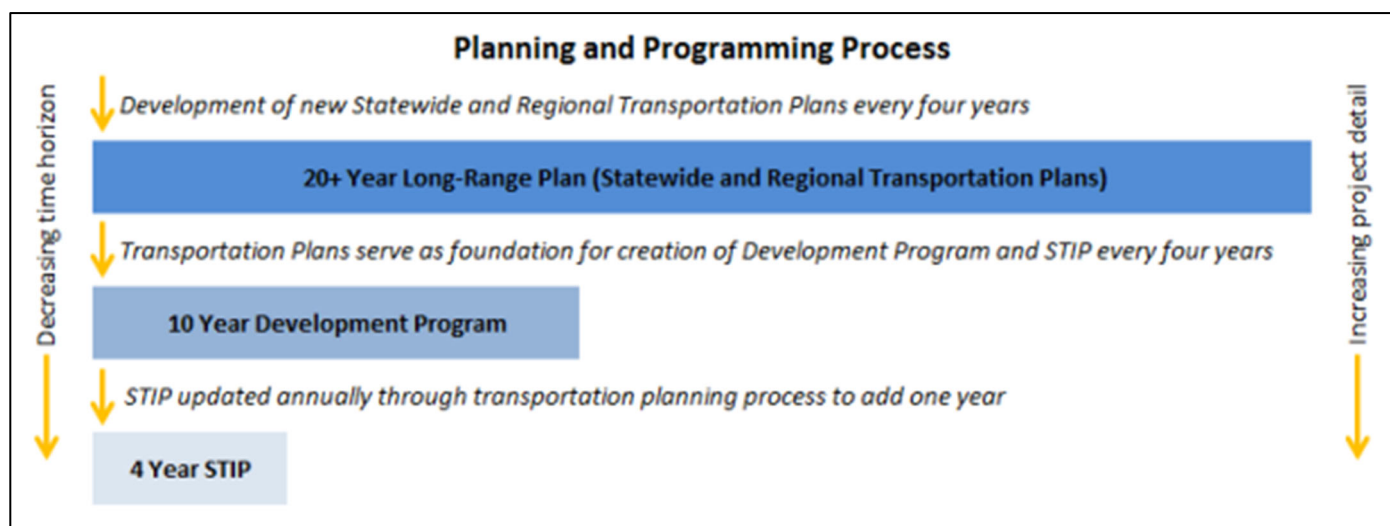 Planning and Programming Process
Development of new Statewide and Regional Transportation Plans every four years
20+ Year Long-Range Plan (Statewide and Regional Transportation Plans)
Transportation Plans serve as foundation for creation of Development Program and STIP every four years
10 Year Development Program
STIP updated annually through transportation planning process to add one year
4 Year STIP
Decreasing time horizon
Increasing project detail